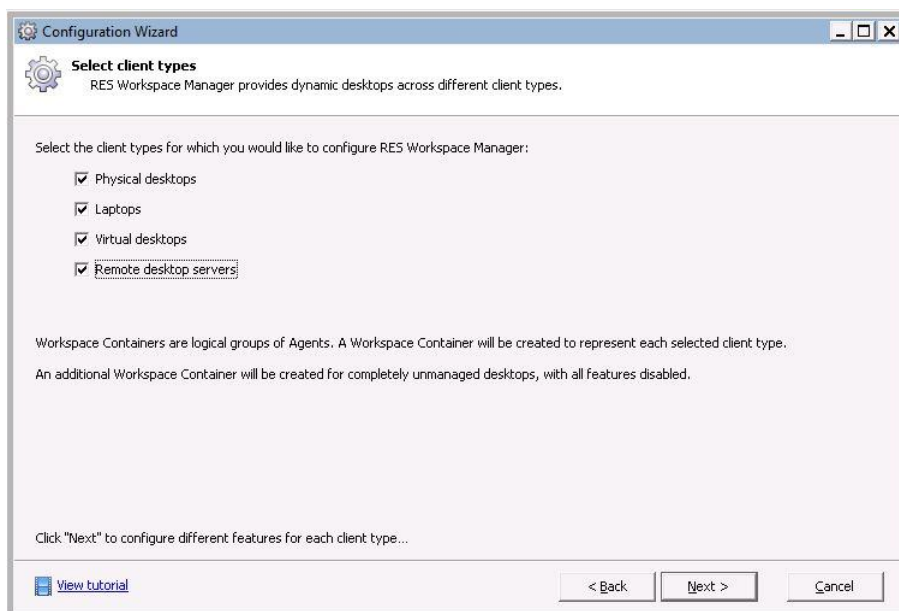 Configuration Wizard
Select client types
RES Workspace Manager provides dynamic desktops across different client types.
Select the client types for which you would like to configure RES Workspace Manager:
Physical desktops
Laptops
Virtual desktops
Remote desktop servers
Workspace Containers are logical groups of Agents. A Workspace Container will be created to represent each selected client type.
An additional Workspace Container will be created for completely unmanaged desktops, with all features disabled.
Click "Next" to configure different features for each client type...
View tutorial
< Back
Next >
Cancel